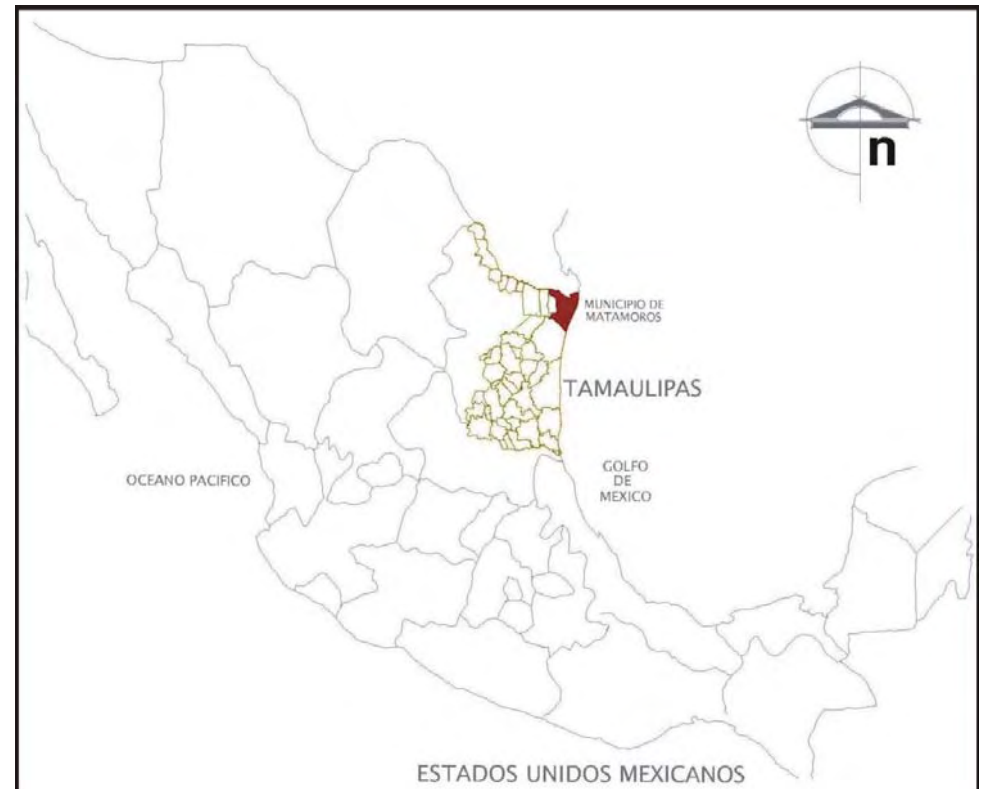 n
MUNICIPIO DE
MATAMOROS
TAMAULIPAS
GOLFO
DE
MEXICO
OCEANO PACIFICO
ESTADOS UNIDOS MEXICANOS